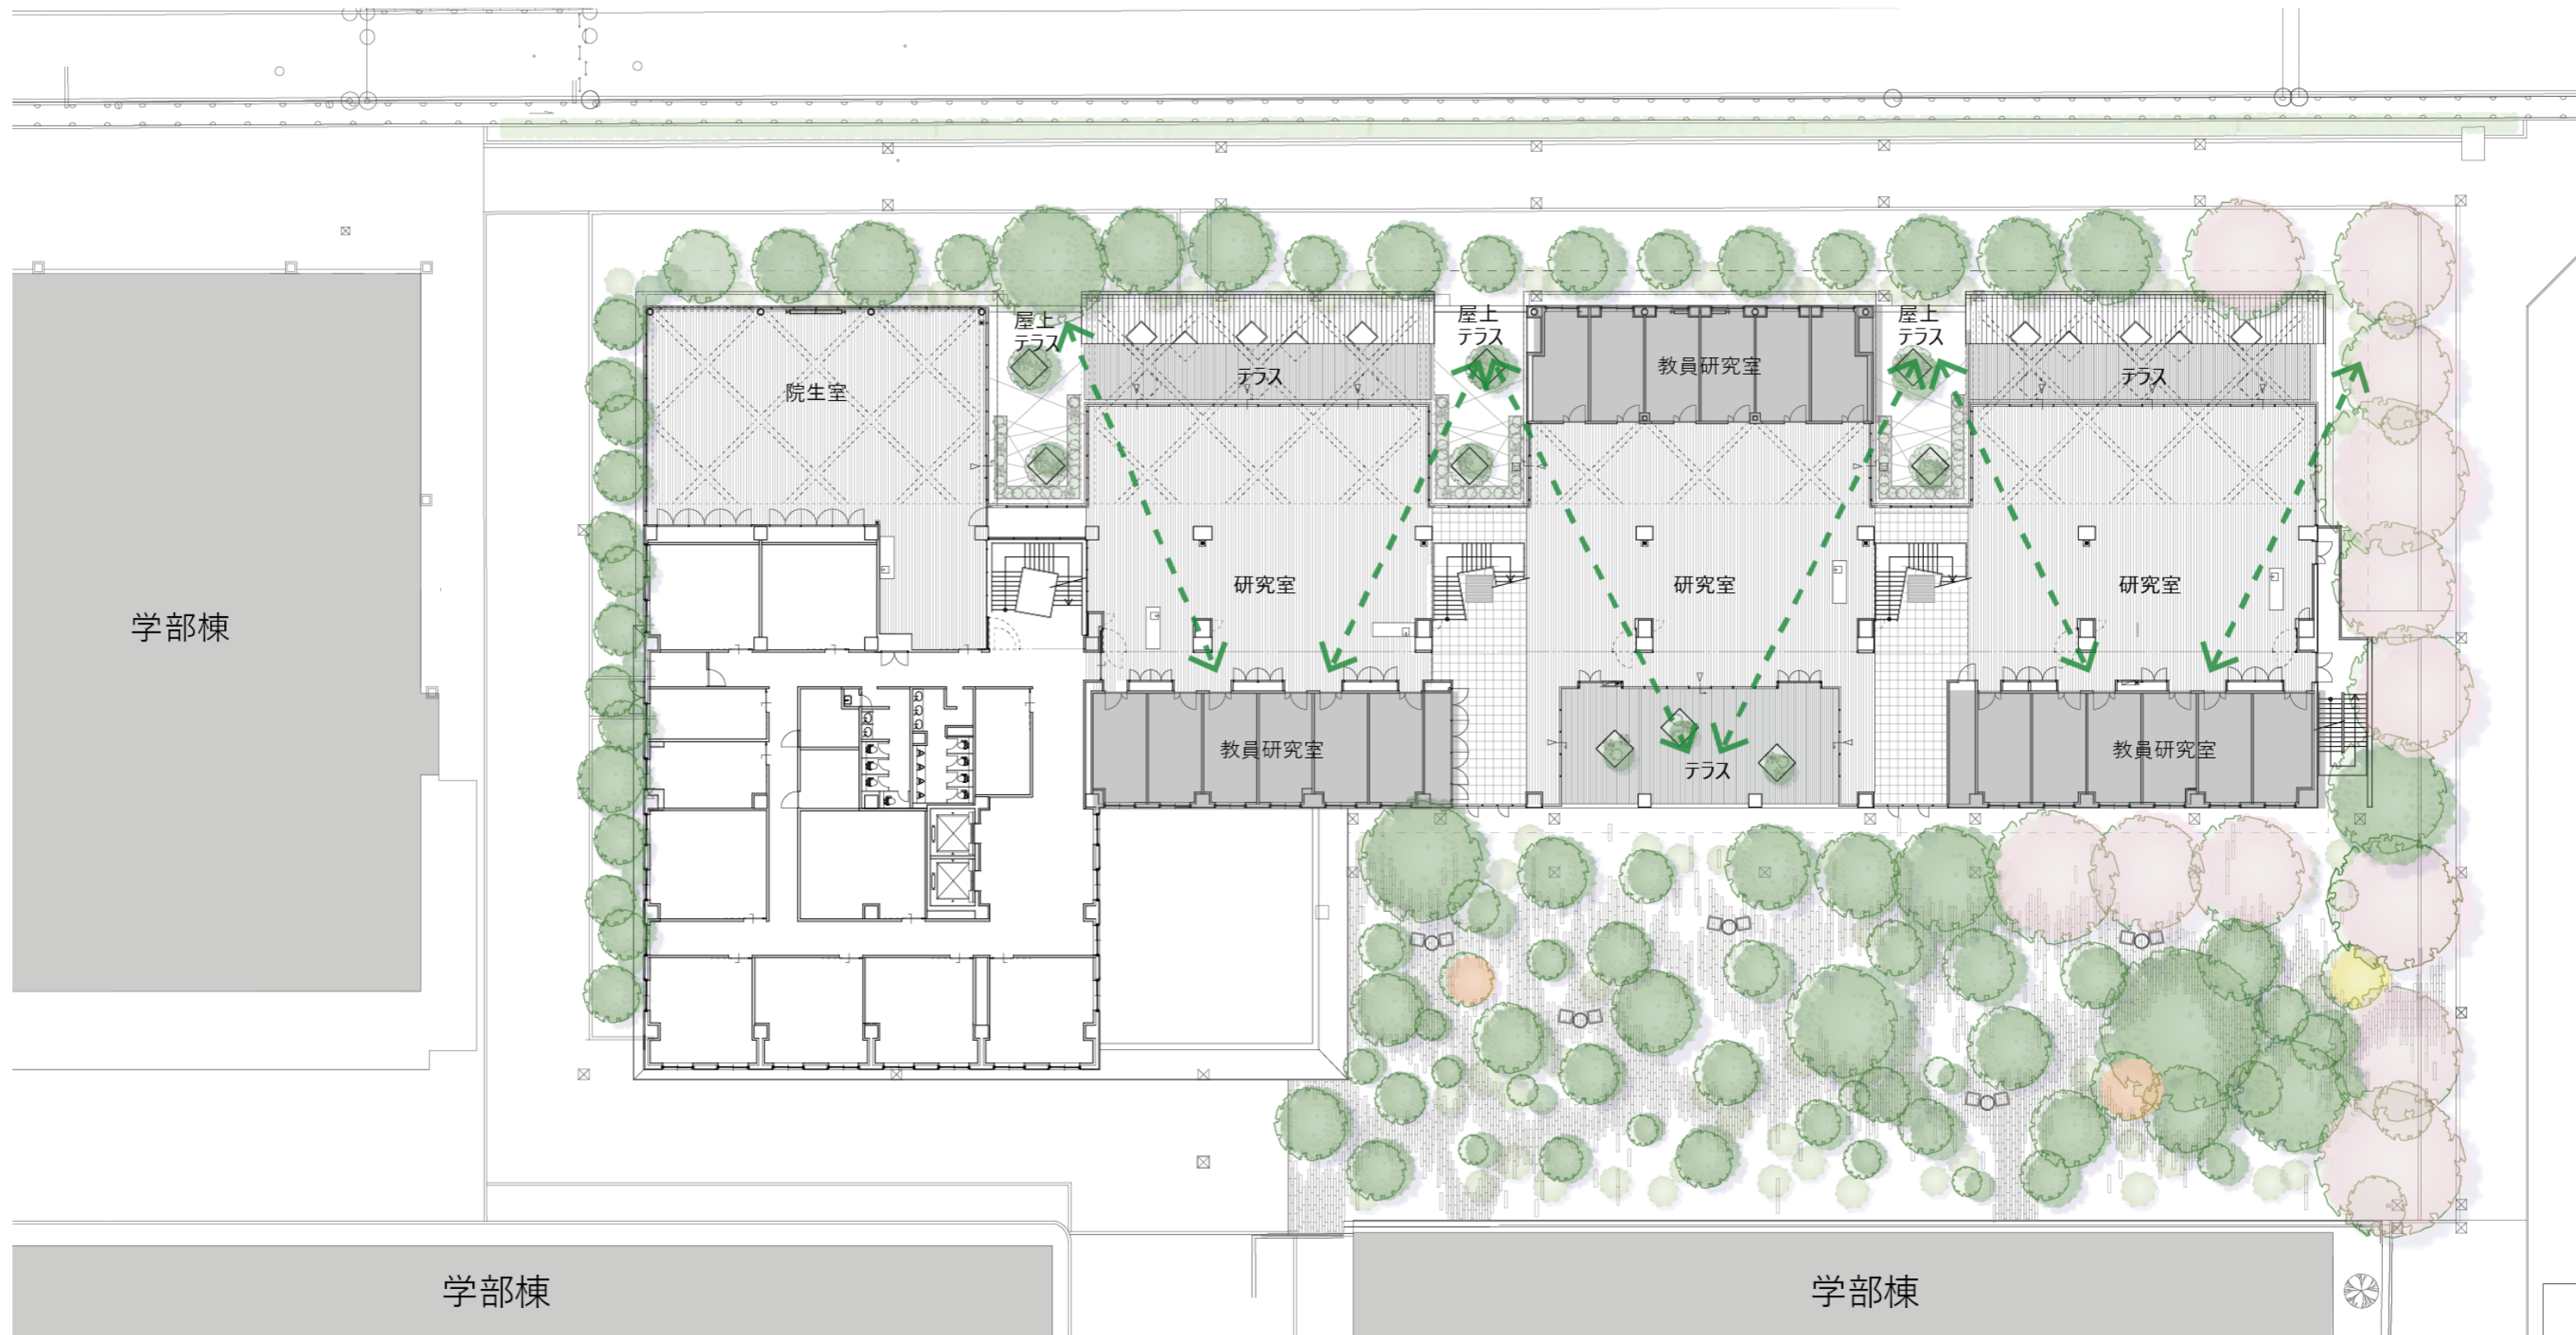 屋上
テラス
屋上
テラス
屋上
テラス
院生室
テラス
教員研究室
テラス
学部棟
研究室
研究室
研究室
教員研究室
テラス
教員研究室
学部棟
学部棟